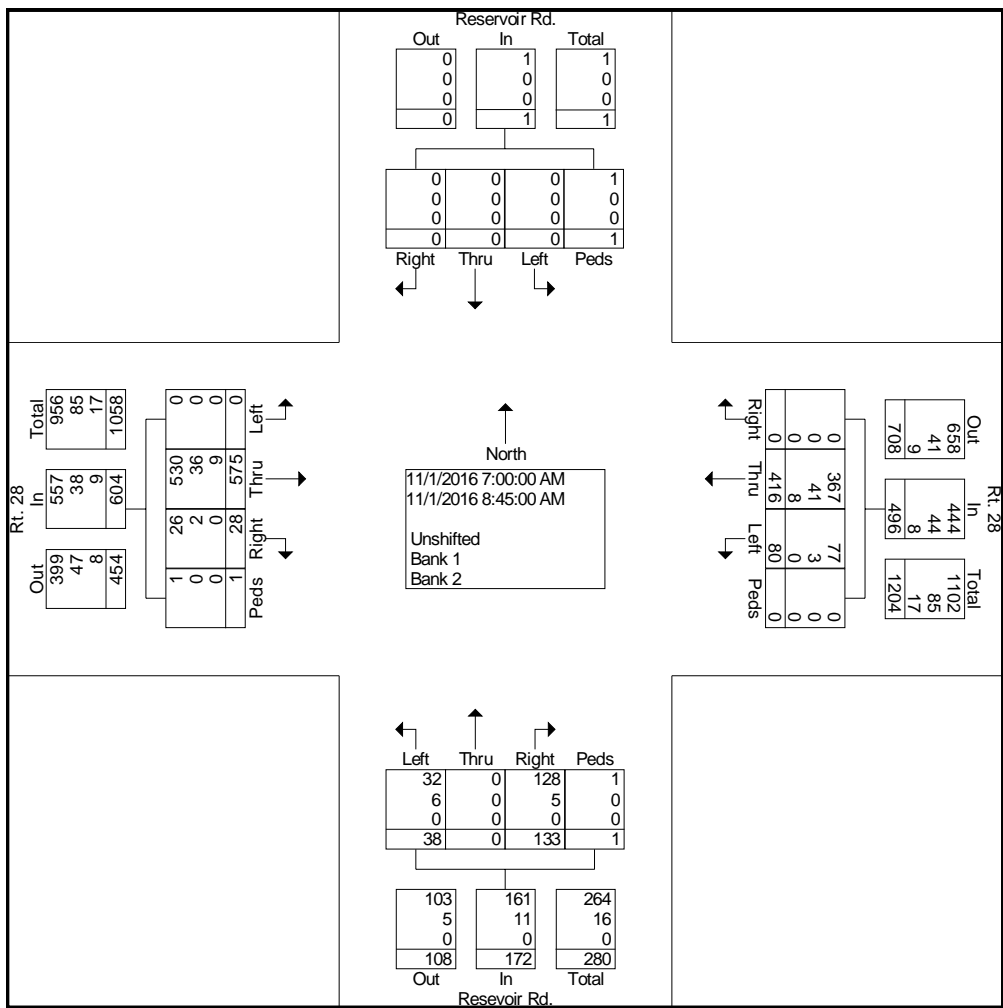 Reservoir Rd.
Out In Total
0 1 1
0 0 0
0 0 0
0 1 1
0 0 0 1
0 0 0 0
0 0 0 0
0 0 0 1
Right Thru Left Peds
Rt. 28
Total In Out
956 557 399
85 38 47
17 9 8
1058 604 454
0 530 26 1
0 36 2 0
0 9 0 0
0 575 28 1
Left Thru Right Peds
North
11/1/2016 7:00:00 AM
11/1/2016 8:45:00 AM
Unshifted
Bank 1
Bank 2
Right Thru Left Peds
0 367 77 0
0 41 3 0
0 8 0 0
0 416 80 0
Out In Total
658 444 1102
41 44 85
9 8 17
708 496 1204
Rt. 28
Left Thru Right Peds
32 0 128 1
6 0 5 0
0 0 0 0
38 0 133 1
103 161 264
5 11 16
0 0 0
108 172 280
Out In Total
Resevoir Rd.